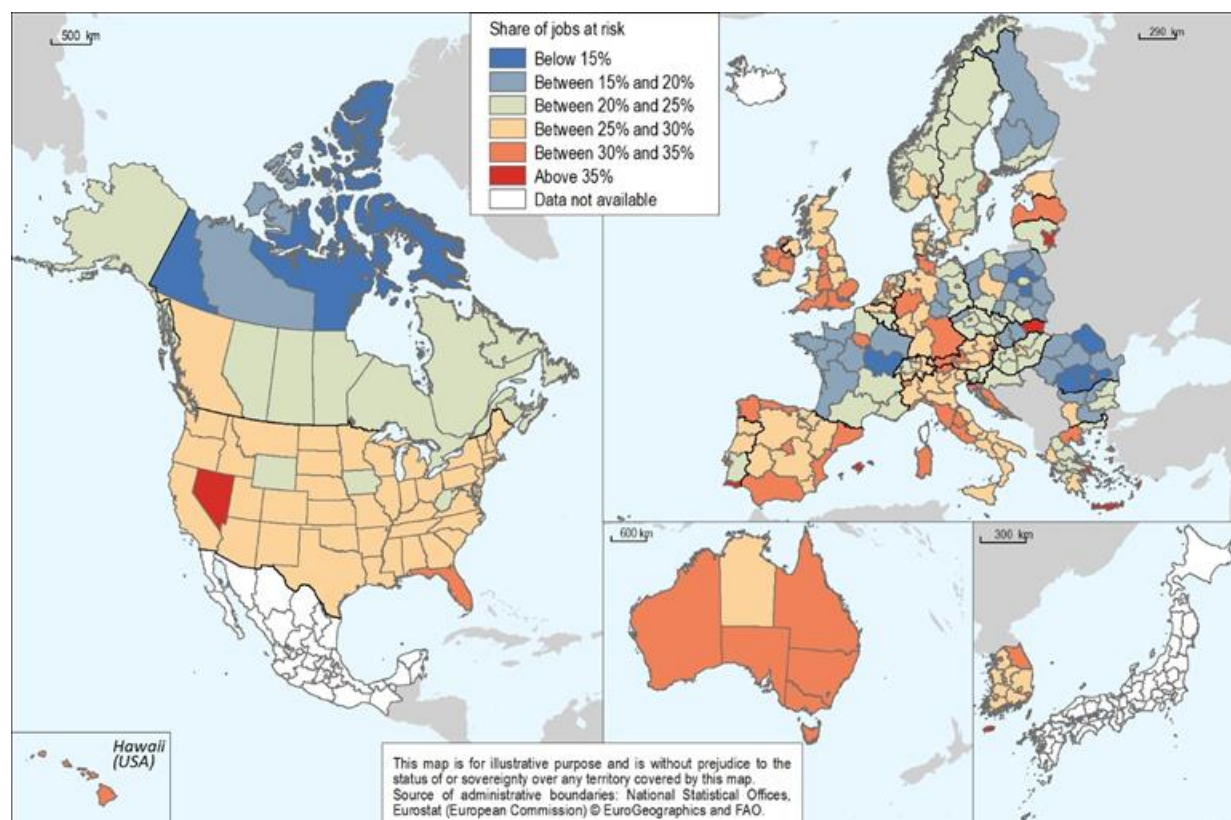 500 km
Share of jobs at risk
Below 15%
Between 15% and 20%
Between 20% and 25%
Between 25% and 30%
Between 30% and 35%
Above 35%
Data not available
290 km
600 km
300 km
Hawaii
(USA)
This map is for illustrative purpose and is without prejudice to the
status of or sovereignty over any territory covered by this map.
Source of administrative boundaries: National Statistical Offices,
Eurostat (European Commission) © EuroGeographics and FAO.